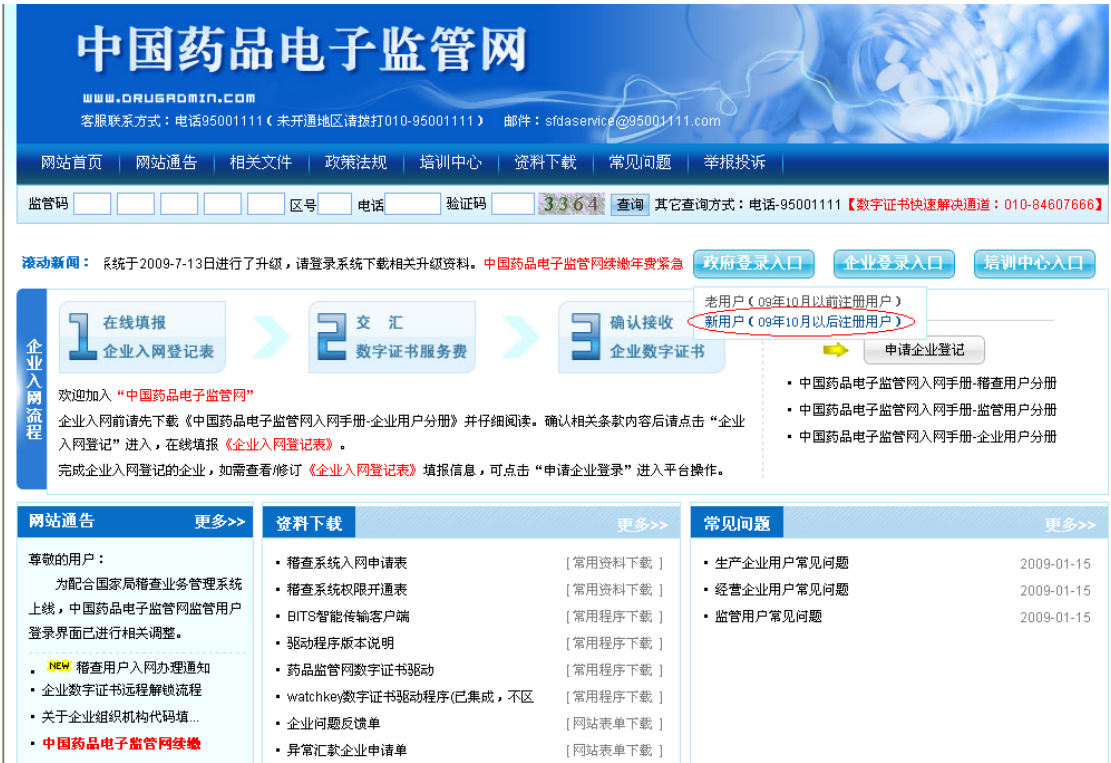 中国药品电子监管网
www.DRUGADMIN.COM
客服联系方式：电话95001111（未开通地区请拨打010-95001111） 邮件：sfdaservice@95001111.com
网站首页 网站通告 相关文件 政策法规 培训中心 资料下载 常见问题 举报投诉
监管码 区号 电话 验证码 3364 查询 其它查询方式：电话-95001111【数字证书快速解决通道：010-84607666】
滚动新闻： 系统于2009-7-13日进行了升级，请登录系统下载相关升级资料。中国药品电子监管网续缴年费紧急 政府登录入口 企业登录入口 培训中心入口
老用户（09年10月以前注册用户）
新用户（09年10月以后注册用户）
企业入网流程
1 在线填报
企业入网登记表
2 交 汇
数字证书服务费
3 确认接收
企业数字证书
申请企业登记
欢迎加入“中国药品电子监管网”
企业入网前请先下载《中国药品电子监管网入网手册-企业用户分册》并仔细阅读。确认相关条款内容后请点击“企业
入网登记”进入，在线填报《企业入网登记表》。
完成企业入网登记的企业，如需查看/修订《企业入网登记表》填报信息，可点击“申请企业登录”进入平台操作。
▪ 中国药品电子监管网入网手册-稽查用户分册
▪ 中国药品电子监管网入网手册-监管用户分册
▪ 中国药品电子监管网入网手册-企业用户分册
网站通告 更多>>
尊敬的用户：
为配合国家局稽查业务管理系统
上线，中国药品电子监管网监管用户
登录界面已进行相关调整。
NEW 稽查用户入网办理通知
▪ 企业数字证书远程解锁流程
▪ 关于企业组织机构代码填...
▪ 中国药品电子监管网续缴
资料下载 更多>>
▪ 稽查系统入网申请表 [ 常用资料下载 ]
▪ 稽查系统权限开通表 [ 常用资料下载 ]
▪ BITS智能传输客户端 [ 常用程序下载 ]
▪ 驱动程序版本说明 [ 常用程序下载 ]
▪ 药品监管网数字证书驱动 [ 常用程序下载 ]
▪ watchkey数字证书驱动程序(已集成，不区 [ 常用程序下载 ]
▪ 企业问题反馈单 [ 网站表单下载 ]
▪ 异常汇款企业申请单 [ 网站表单下载 ]
常见问题 更多>>
▪ 生产企业用户常见问题 2009-01-15
▪ 经营企业用户常见问题 2009-01-15
▪ 监管用户常见问题 2009-01-15